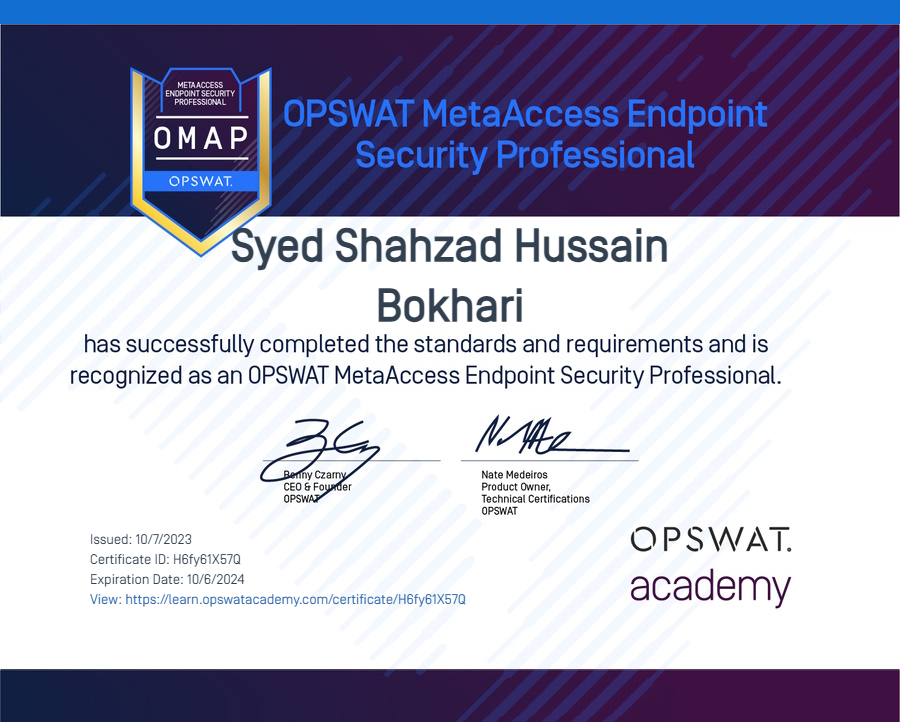 METAACCESS
ENDPOINT SECURITY
PROFESSIONAL
OMAP
OPSWAT.
OPSWAT MetaAccess Endpoint
Security Professional
Syed Shahzad Hussain
Bokhari
has successfully completed the standards and requirements and is
recognized as an OPSWAT MetaAccess Endpoint Security Professional.
Benny Czarny
CEO & Founder
OPSWAT
Nate Medeiros
Product Owner,
Technical Certifications
OPSWAT
Issued: 10/7/2023
Certificate ID: H6fy61X57Q
Expiration Date: 10/6/2024
View: https://learn.opswatacademy.com/certificate/H6fy61X57Q
OPSWAT.
academy